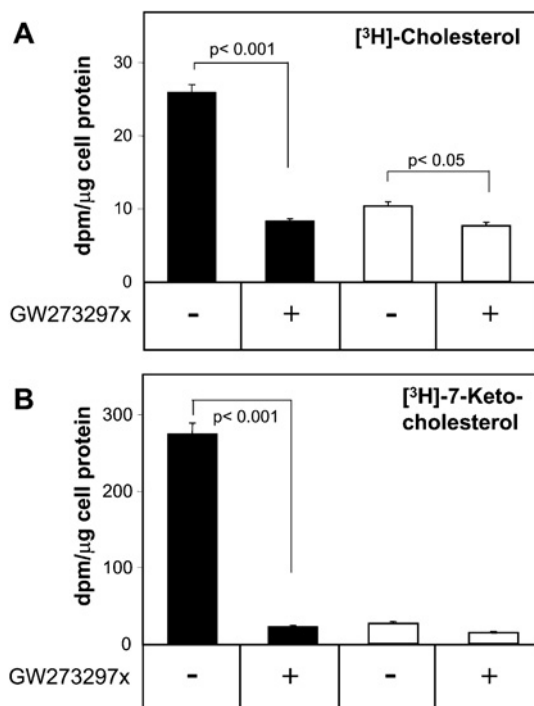 A
[³H]-Cholesterol
p< 0.001
p< 0.05
30
20
10
0
dpm/μg cell protein
GW273297x - + - +
B
[³H]-7-Keto-
cholesterol
p< 0.001
300
200
100
0
dpm/μg cell protein
GW273297x - + - +